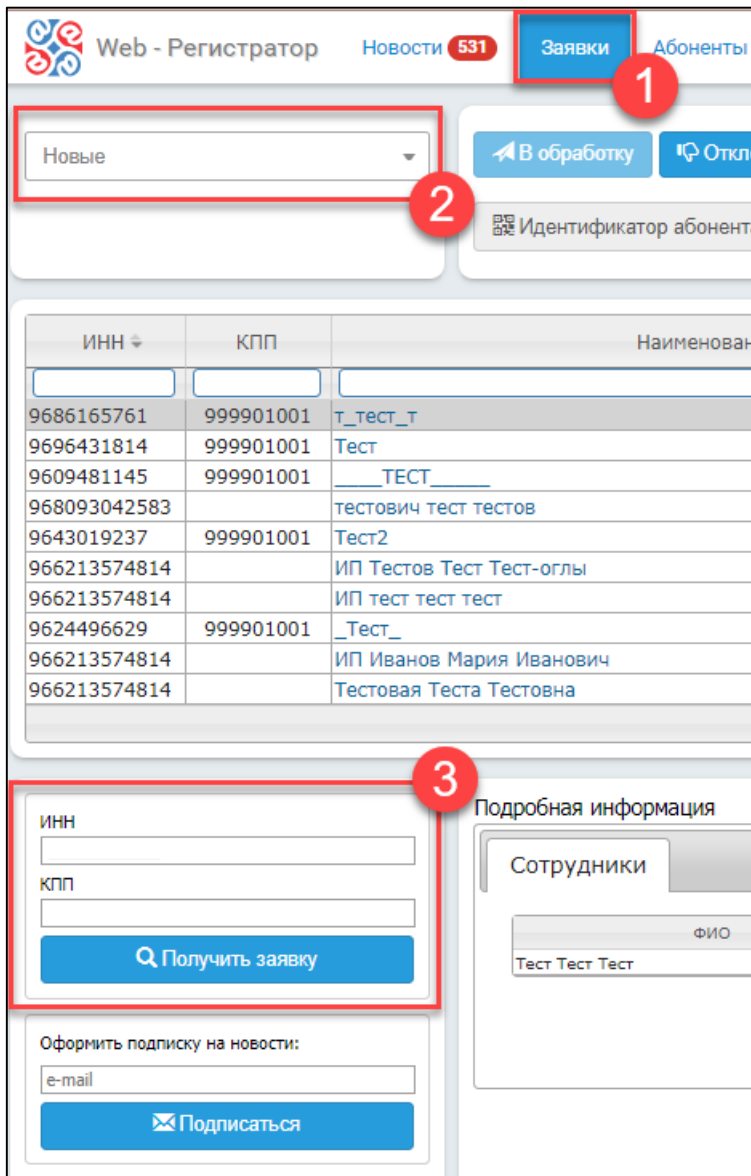 Web - Регистратор Новости 531 Заявки Абоненты
1
Новые
2
В обработку
Идентификатор
ИНН КПП
9686165761 999901001 т_тест_т
9696431814 999901001 Тест
9609481145 999901001 ____ТЕСТ_____
968093042583 тестович тест тестов
9643019237 999901001 Тест2
966213574814 ИП Тестов Тест Тест-оглы
966213574814 ИП тест тест тест
9624496629 999901001 _Тест_
966213574814 ИП Иванов Мария Иванович
966213574814 Тестовая Теста Тестовна
3
ИНН
КПП
Получить заявку
Оформить подписку на новости:
e-mail
Подписаться
Подробная информация
Сотрудники
ФИО
Тест Тест Тест